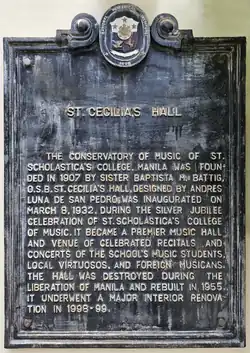 ST. CECILIA'S HALL
THE CONSERVATORY OF MUSIC OF ST.
SCHOLASTICA'S COLLEGE, MANILA WAS FOUN-
DED IN 1907 BY SISTER BAPTISTA M. BATTIG,
O.S.B. ST. CECILIA'S HALL, DESIGNED BY ANDRES
LUNA DE SAN PEDRO, WAS INAUGURATED ON
MARCH 9, 1932, DURING THE SILVER JUBILEE
CELEBRATION OF ST. SCHOLASTICA'S COLLEGE
OF MUSIC. IT BECAME A PREMIER MUSIC HALL
AND VENUE OF CELEBRATED RECITALS AND
CONCERTS OF THE SCHOOL'S MUSIC STUDENTS,
LOCAL VIRTUOSOS, AND FOREIGN MUSICIANS.
THE HALL WAS DESTROYED DURING THE
LIBERATION OF MANILA AND REBUILT IN 1955.
IT UNDERWENT A MAJOR INTERIOR RENOVA-
TION IN 1998-99.